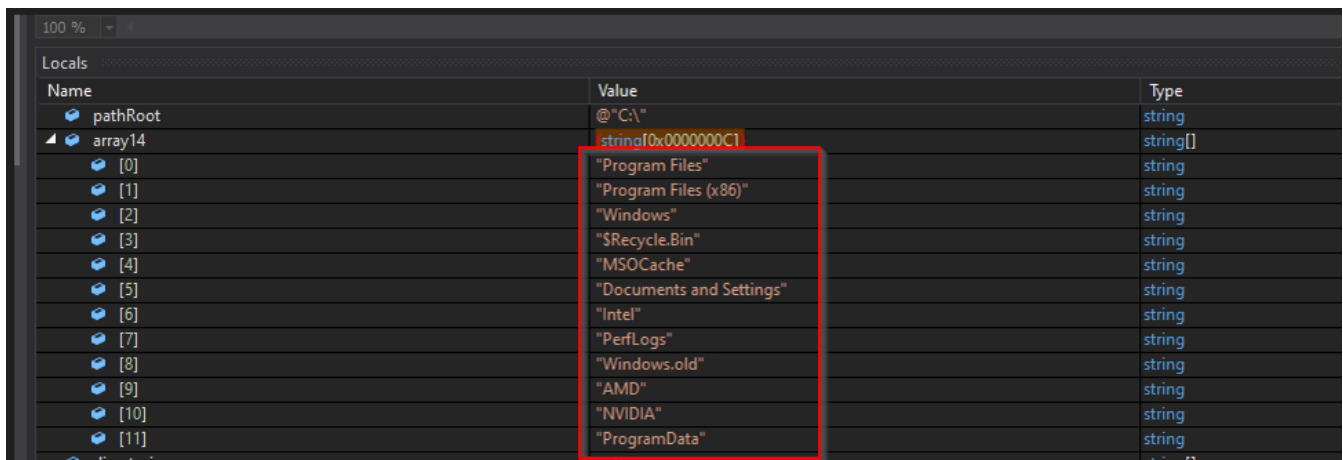 100 %
Locals
Name Value Type
pathRoot @"C:\" string
array14 string[0x0000000C] string[]
[0] "Program Files" string
[1] "Program Files (x86)" string
[2] "Windows" string
[3] "$Recycle.Bin" string
[4] "MSOCache" string
[5] "Documents and Settings" string
[6] "Intel" string
[7] "PerfLogs" string
[8] "Windows.old" string
[9] "AMD" string
[10] "NVIDIA" string
[11] "ProgramData" string